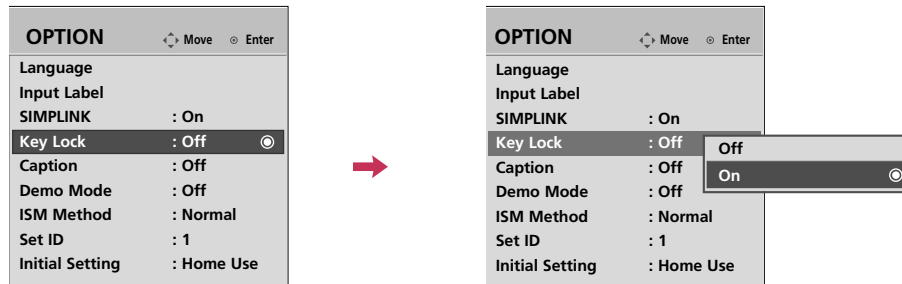 OPTION Move Enter
Language
Input Label
SIMPLINK : On
Key Lock : Off
Caption : Off
Demo Mode : Off
ISM Method : Normal
Set ID : 1
Initial Setting : Home Use
OPTION Move Enter
Language
Input Label
SIMPLINK : On
Key Lock : Off
Caption : Off
Demo Mode : Off
ISM Method : Normal
Set ID : 1
Initial Setting : Home Use
Off
On